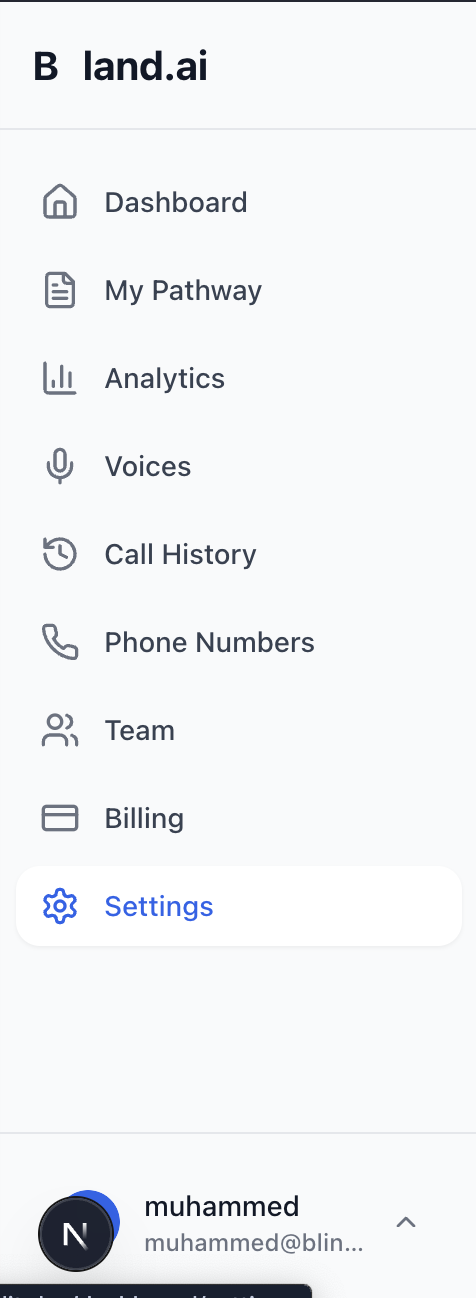 B land.ai
Dashboard
My Pathway
Analytics
Voices
Call History
Phone Numbers
Team
Billing
Settings
N
muhammed
muhammed@blin...